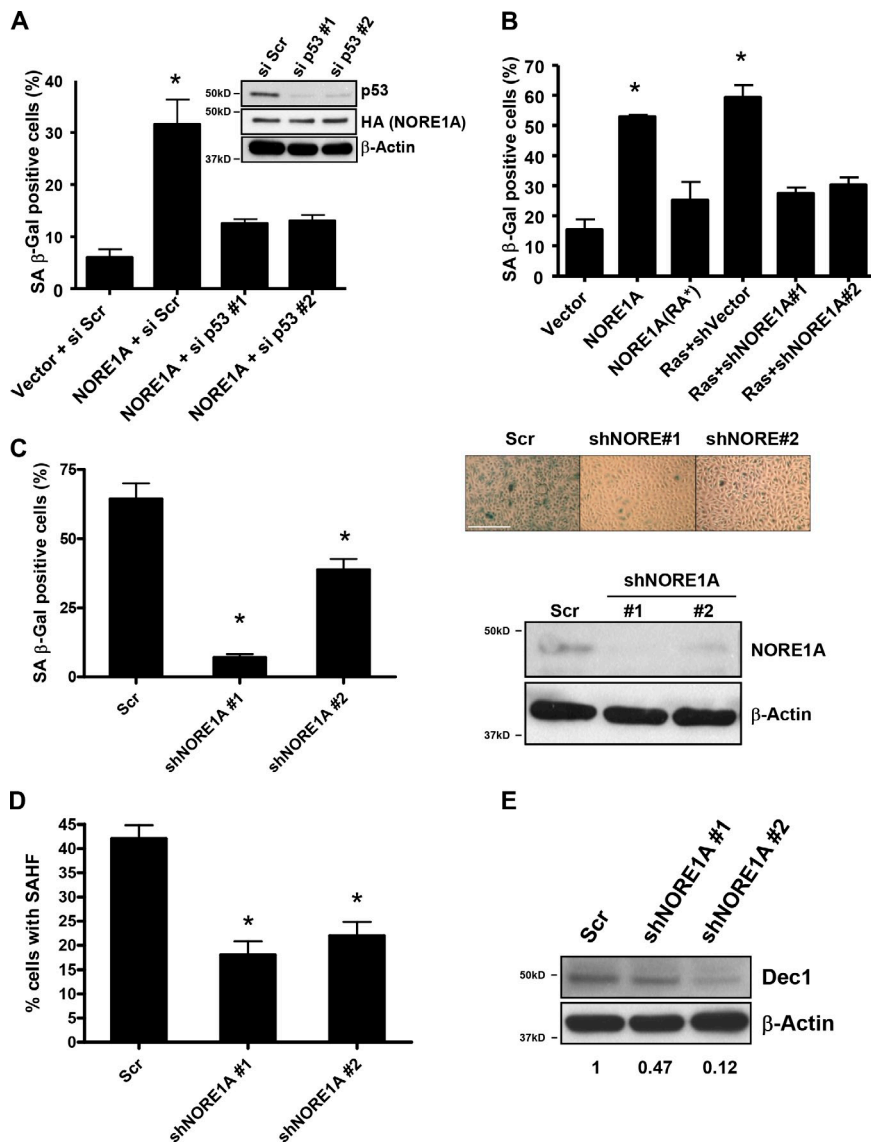 A
SA β-Gal positive cells (%)
40
30
20
10
0
*
Vector + si Scr
NORE1A + si Scr
NORE1A + si p53 #1
NORE1A + si p53 #2
si Scr
si p53 #1
si p53 #2
50kD
p53
50kD
HA (NORE1A)
37kD
β-Actin
B
SA β-Gal positive cells (%)
70
60
50
40
30
20
10
0
*
*
Vector
NORE1A
NORE1A(RA*)
Ras+shVector
Ras+shNORE1A#1
Ras+shNORE1A#2
C
SA β-Gal positive cells (%)
75
50
25
0
*
*
Scr
shNORE1A #1
shNORE1A #2
Scr shNORE#1 shNORE#2
shNORE1A
Scr #1 #2
50kD
NORE1A
β-Actin
37kD
D
% cells with SAHF
45
40
35
30
25
20
15
10
5
0
*
*
Scr
shNORE1A #1
shNORE1A #2
E
Scr
shNORE1A #1
shNORE1A #2
50kD
Dec1
β-Actin
37kD
1 0.47 0.12